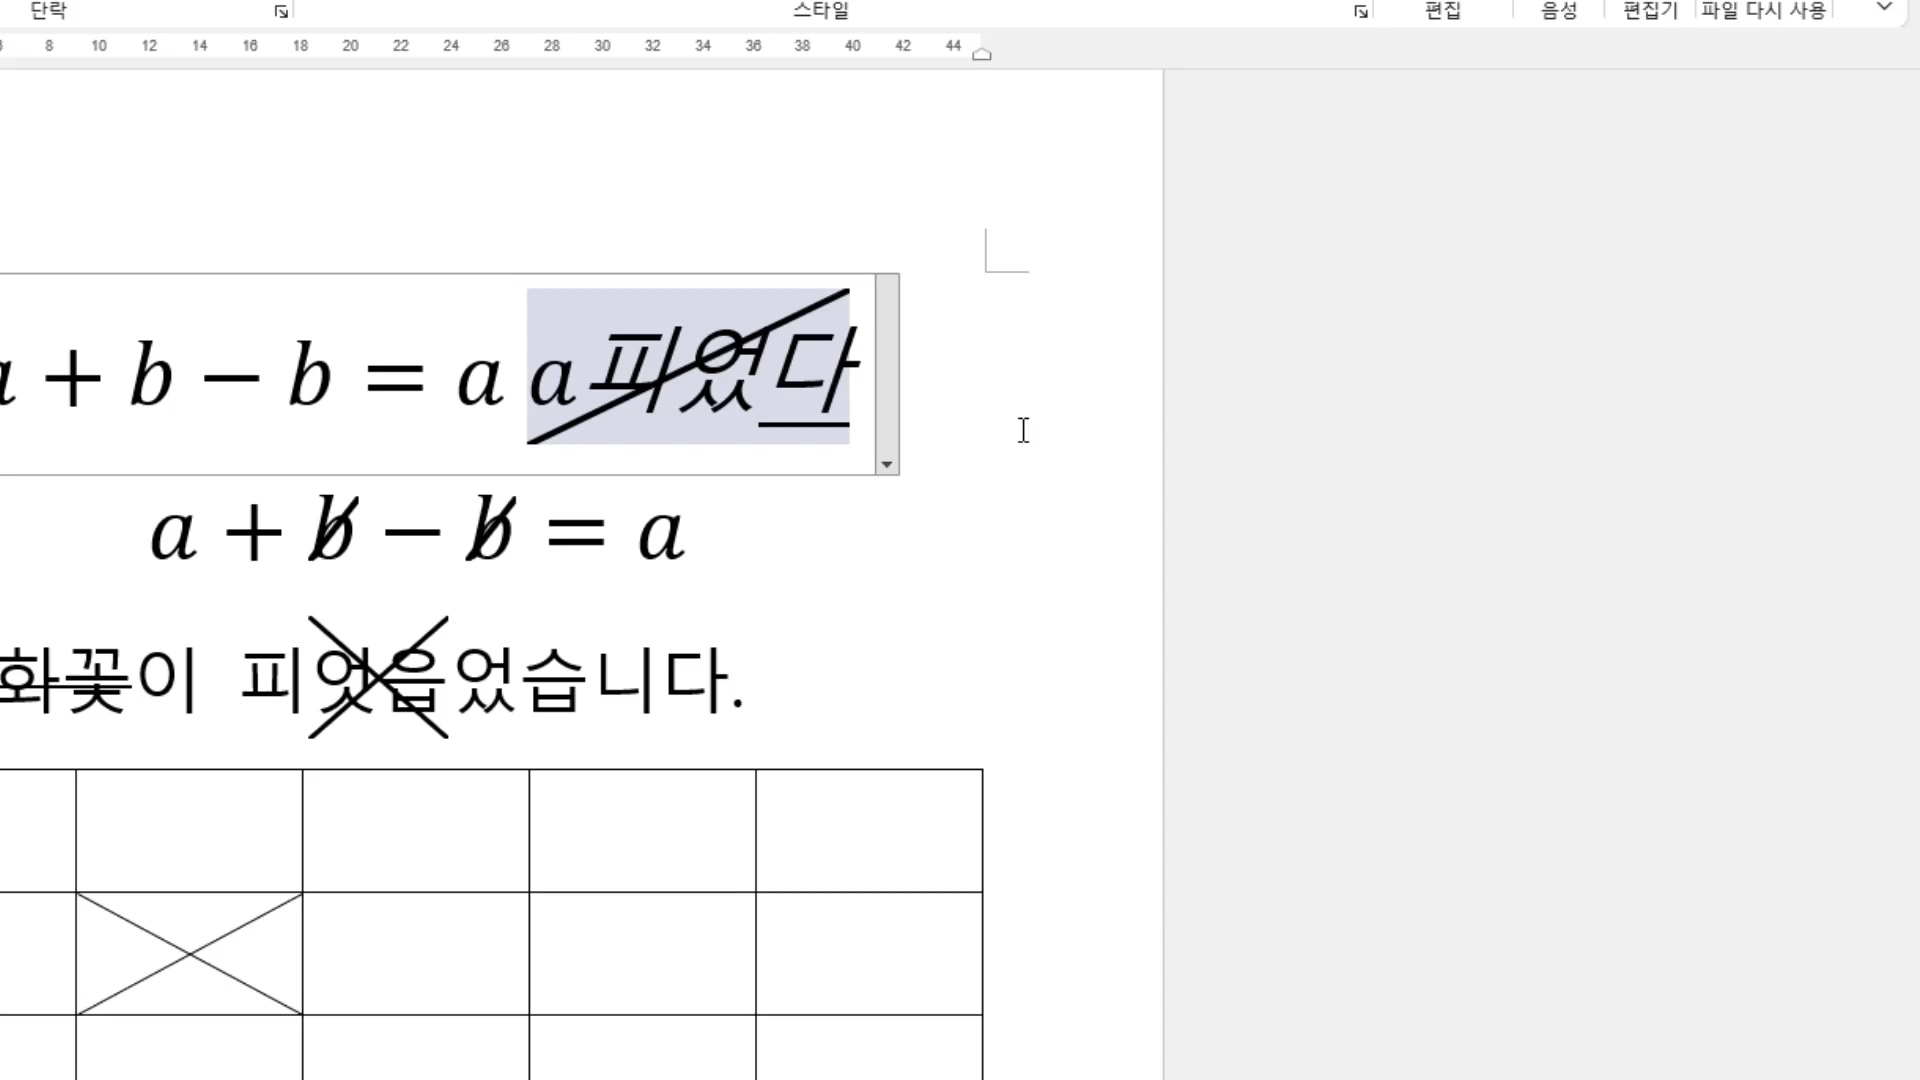 단락 스타일 편집 음성 편집기 파일 다시 사용
8 10 12 14 16 18 20 22 24 26 28 30 32 34 36 38 40 42 44
a + b − b = a a피었다
a + b − b = a
화꽃이 피엇읍었습니다.